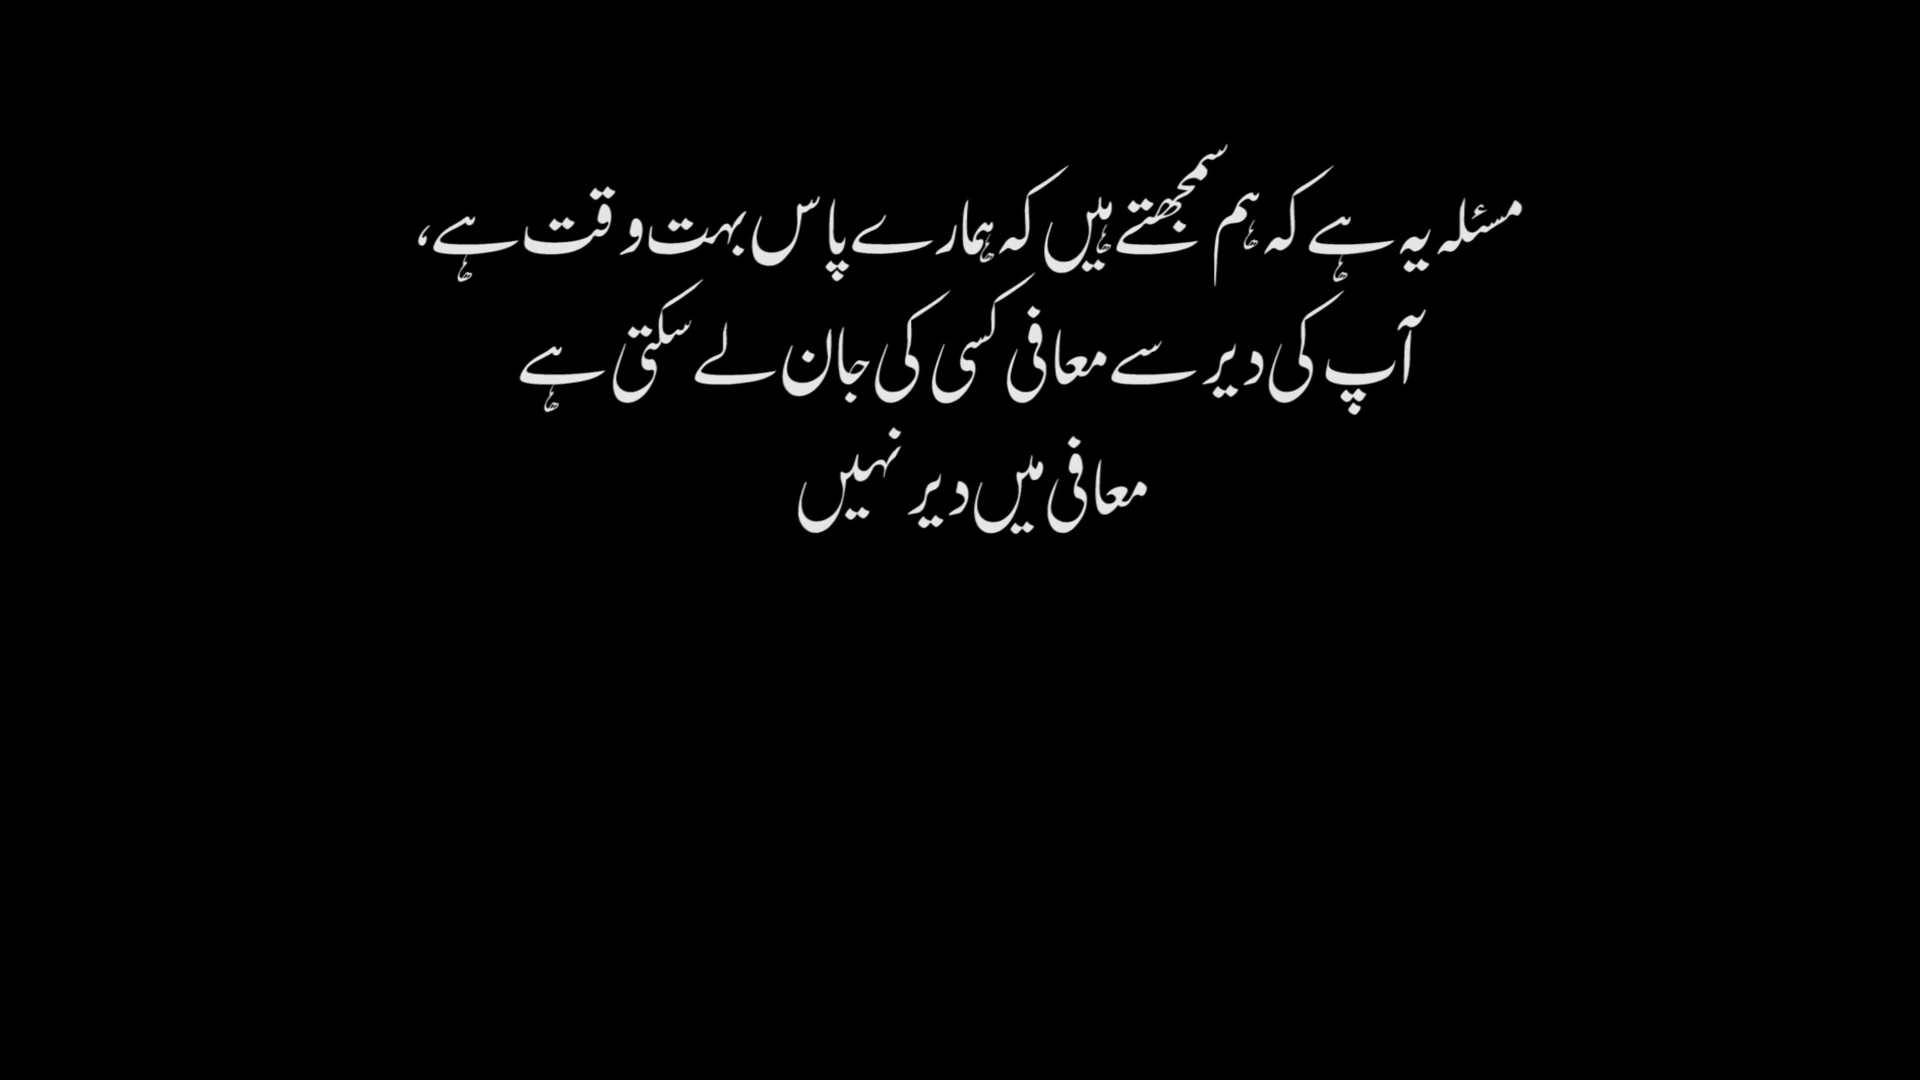 مسئلہ یہ ہے کہ ہم سمجھتے ہیں کہ ہمارے پاس بہت وقت ہے،
آپ کی دیر سے معافی کسی کی جان لے سکتی ہے
معافی میں دیر نہیں